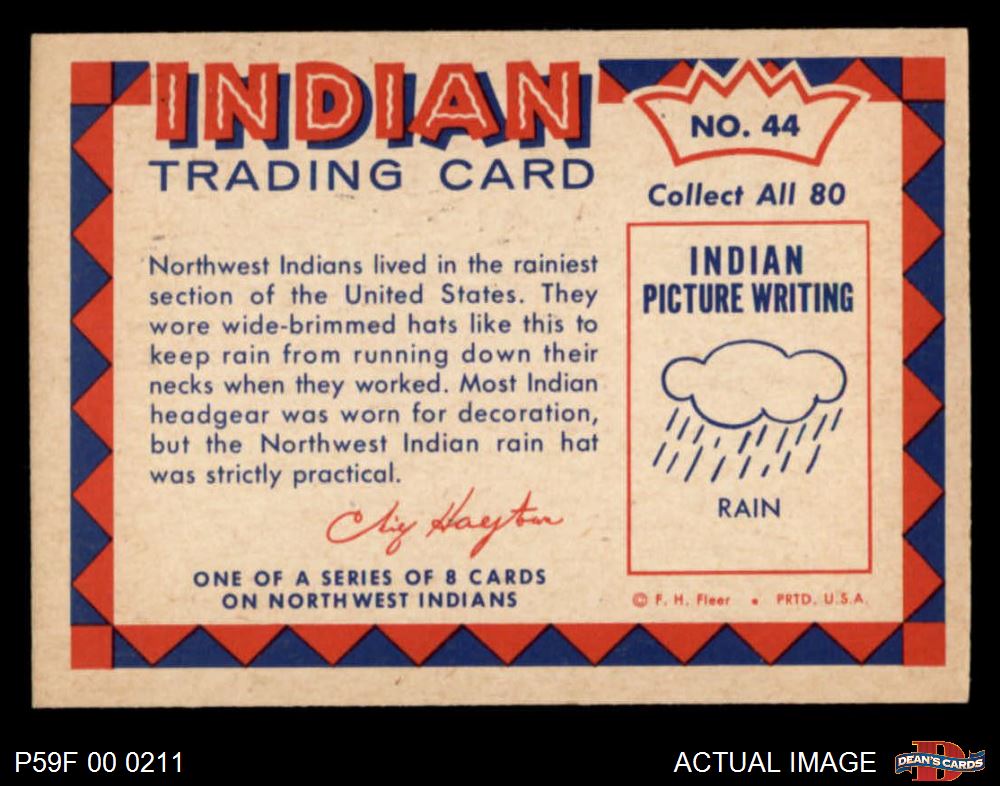 INDIAN
TRADING CARD
NO. 44
Collect All 80
Northwest Indians lived in the rainiest
section of the United States. They
wore wide-brimmed hats like this to
keep rain from running down their
necks when they worked. Most Indian
headgear was worn for decoration,
but the Northwest Indian rain hat
was strictly practical.
ONE OF A SERIES OF 8 CARDS
ON NORTHWEST INDIANS
INDIAN
PICTURE WRITING
RAIN
© F. H. Fleer • PRTD. U.S.A.
P59F 00 0211
ACTUAL IMAGE
DEAN'S CARDS